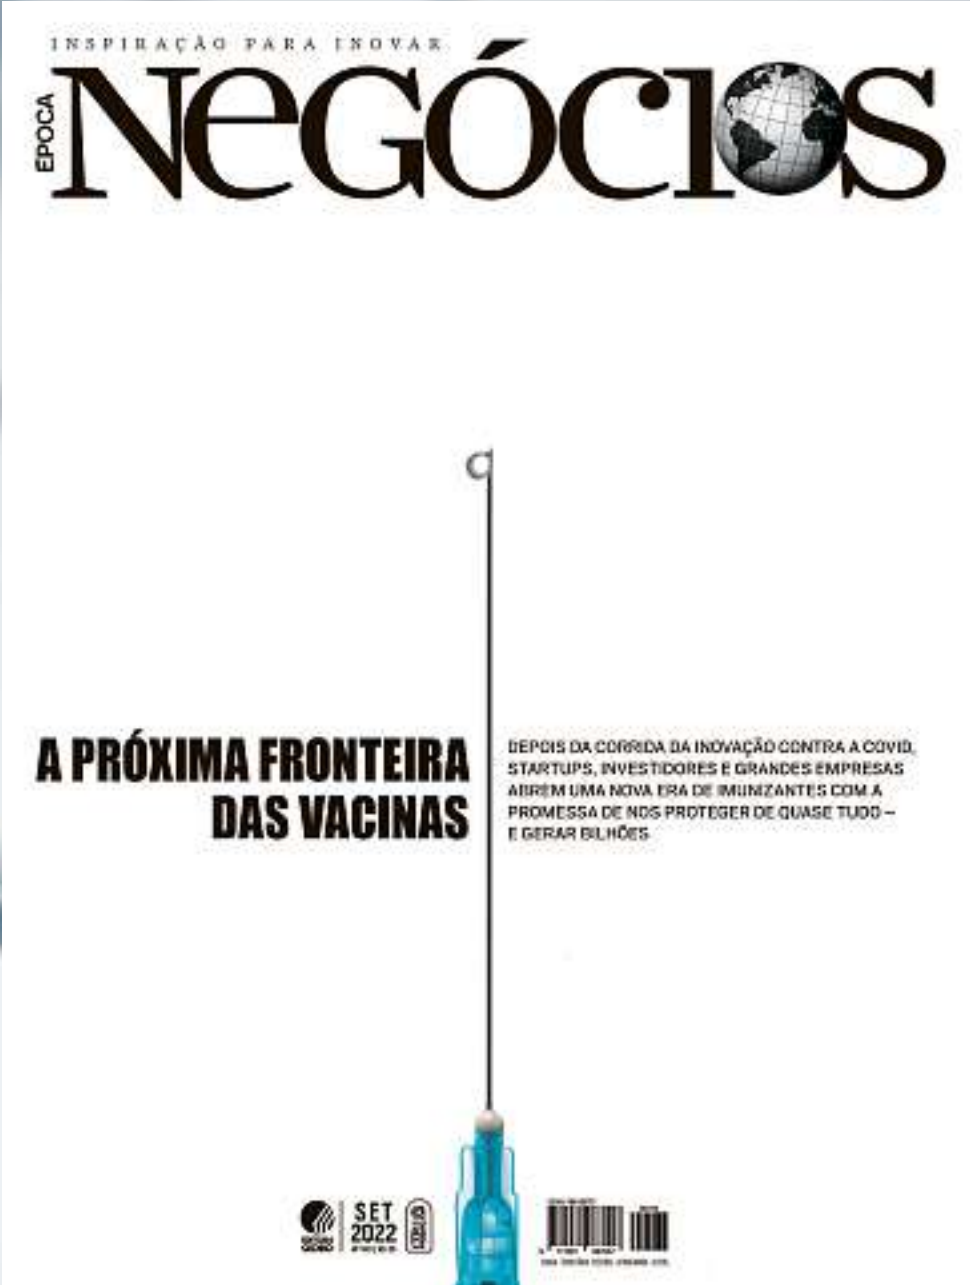 INSPIRAÇÃO PARA INOVAR
ÉPOCA
NEGÓCIOS
A PRÓXIMA FRONTEIRA
DAS VACINAS
DEPOIS DA CORRIDA DA INOVAÇÃO CONTRA A COVID,
STARTUPS, INVESTIDORES E GRANDES EMPRESAS
ABREM UMA NOVA ERA DE IMUNIZANTES COM A
PROMESSA DE NOS PROTEGER DE QUASE TUDO –
E GERAR BILHÕES
SET
2022
GLOBO